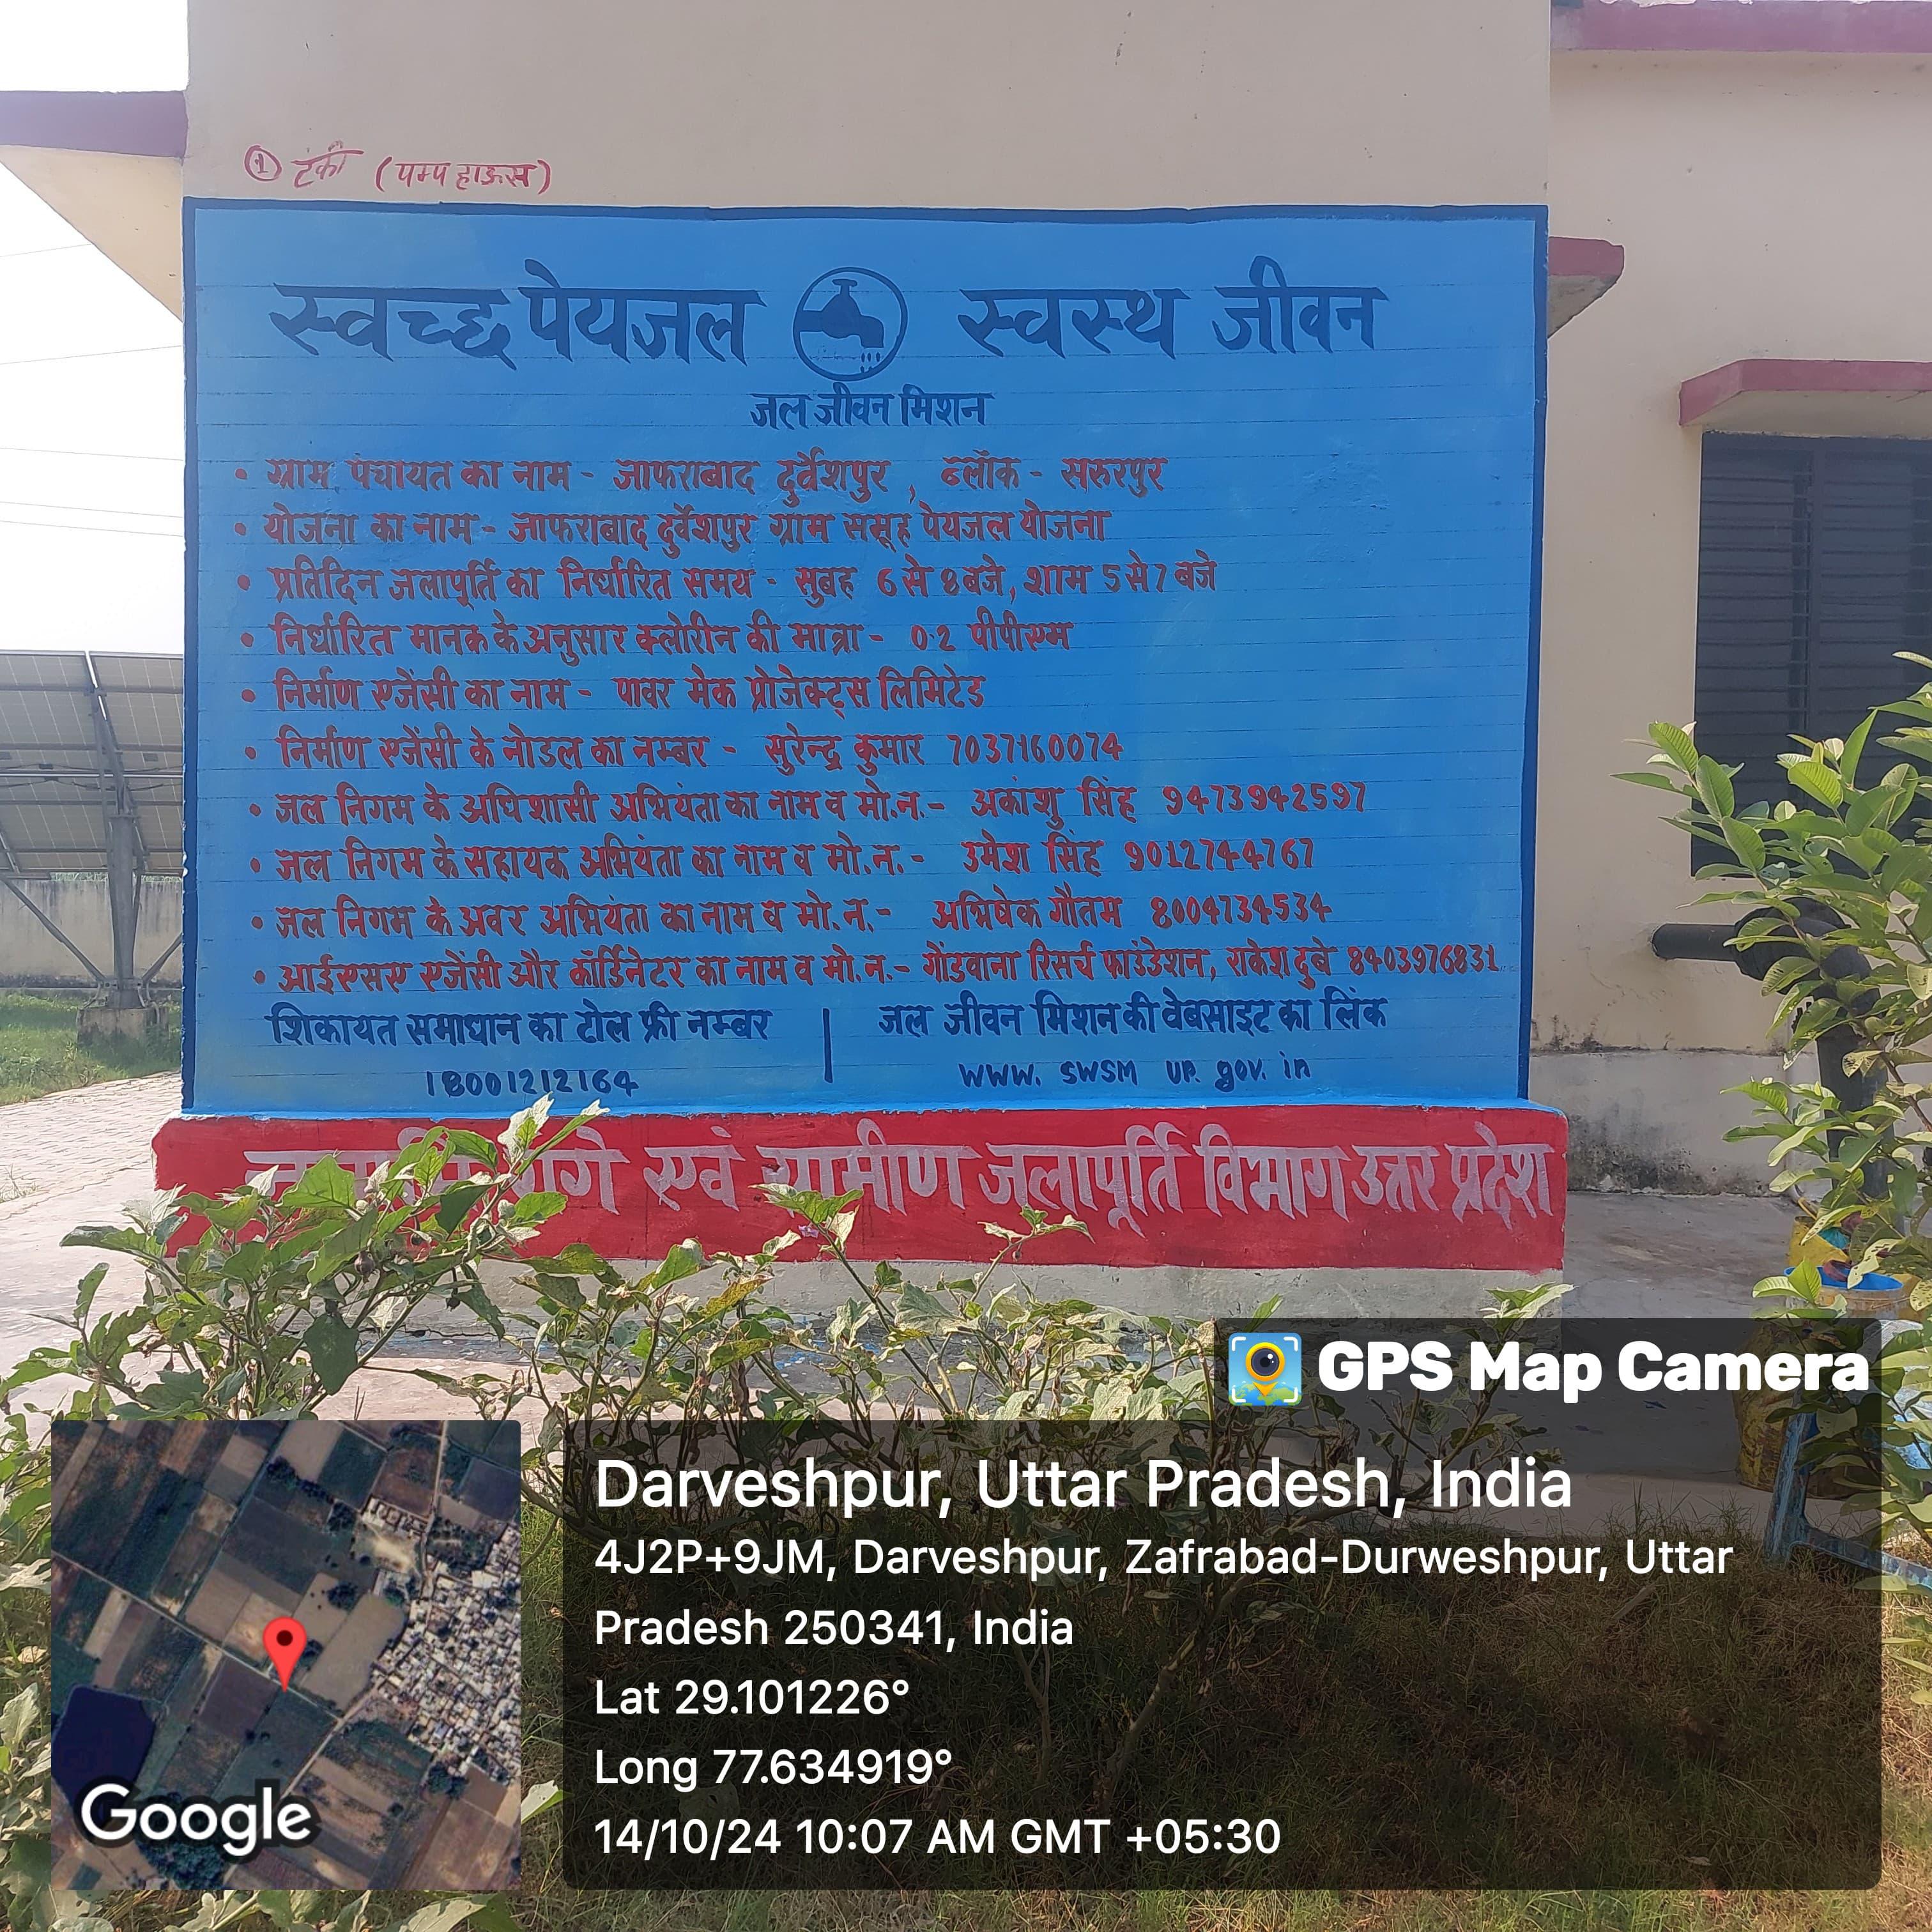 ① टंकी (पम्प हाऊस)
स्वच्छ पेयजल स्वस्थ जीवन
जल जीवन मिशन
• ग्राम पंचायत का नाम - जाफराबाद दुर्वेशपुर , ब्लॉक - सरुरपुर
• योजना का नाम - जाफराबाद दुर्वेशपुर ग्राम समूह पेयजल योजना
• प्रतिदिन जलापूर्ति का निर्धारित समय - सुबह 6 से 8 बजे, शाम 5 से 7 बजे
• निर्धारित मानक के अनुसार क्लोरीन की मात्रा - 0.2 पीपीएम
• निर्माण एजेंसी का नाम - पावर मेक प्रोजेक्ट्स लिमिटेड
• निर्माण एजेंसी के नोडल का नम्बर - सुरेन्द्र कुमार 7037160074
• जल निगम के अधिशासी अभियंता का नाम व मो.न.- अकांशु सिंह 9473942597
• जल निगम के सहायक अभियंता का नाम व मो.न.- उमेश सिंह 9012744767
• जल निगम के अवर अभियंता का नाम व मो.न.- अभिषेक गौतम 8004734534
• आईएसए एजेंसी और कॉर्डिनेटर का नाम व मो.न.- गोंडवाना रिसर्च फाउंडेशन, राकेश दुबे 8403976831
शिकायत समाधान का टोल फ्री नम्बर | जल जीवन मिशन की वेबसाइट का लिंक
18001212164 www. swsm up. gov. in
एवं ग्रामीण जलापूर्ति विभाग उत्तर प्रदेश
GPS Map Camera
Darveshpur, Uttar Pradesh, India
4J2P+9JM, Darveshpur, Zafrabad-Durweshpur, Uttar
Pradesh 250341, India
Lat 29.101226°
Long 77.634919°
14/10/24 10:07 AM GMT +05:30
Google